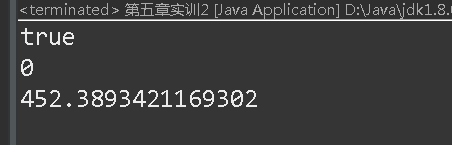 <terminated> 第五章实训2 [Java Application] D:\Java\jdk1.8.
true
0
452.3893421169302